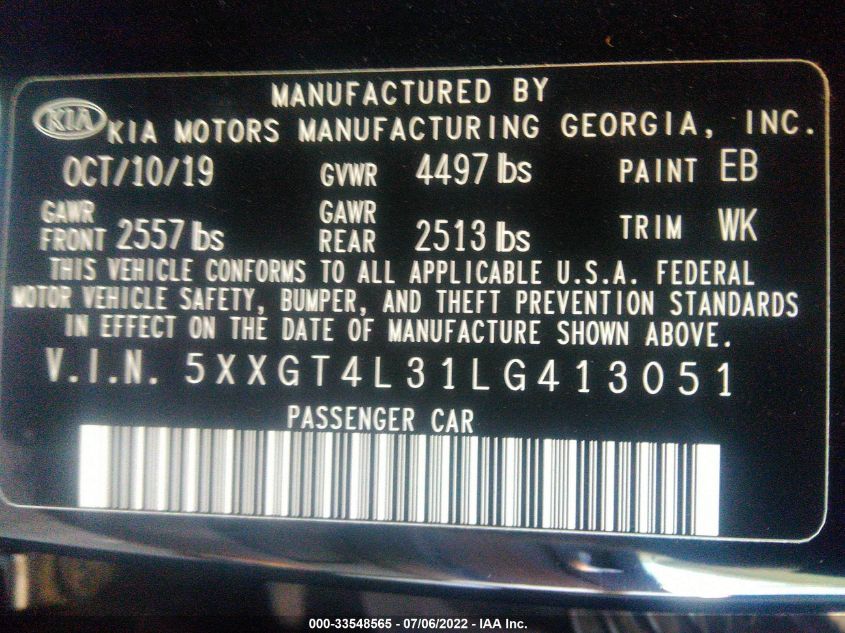 MANUFACTURED BY
KIA KIA MOTORS MANUFACTURING GEORGIA, INC.
OCT/10/19 GVWR 4497 lbs PAINT EB
GAWR FRONT 2557 lbs GAWR REAR 2513 lbs TRIM WK
THIS VEHICLE CONFORMS TO ALL APPLICABLE U.S.A. FEDERAL
MOTOR VEHICLE SAFETY, BUMPER, AND THEFT PREVENTION STANDARDS
IN EFFECT ON THE DATE OF MANUFACTURE SHOWN ABOVE.
V.I.N. 5XXGT4L31LG413051
PASSENGER CAR
000-33548565 - 07/06/2022 - IAA Inc.